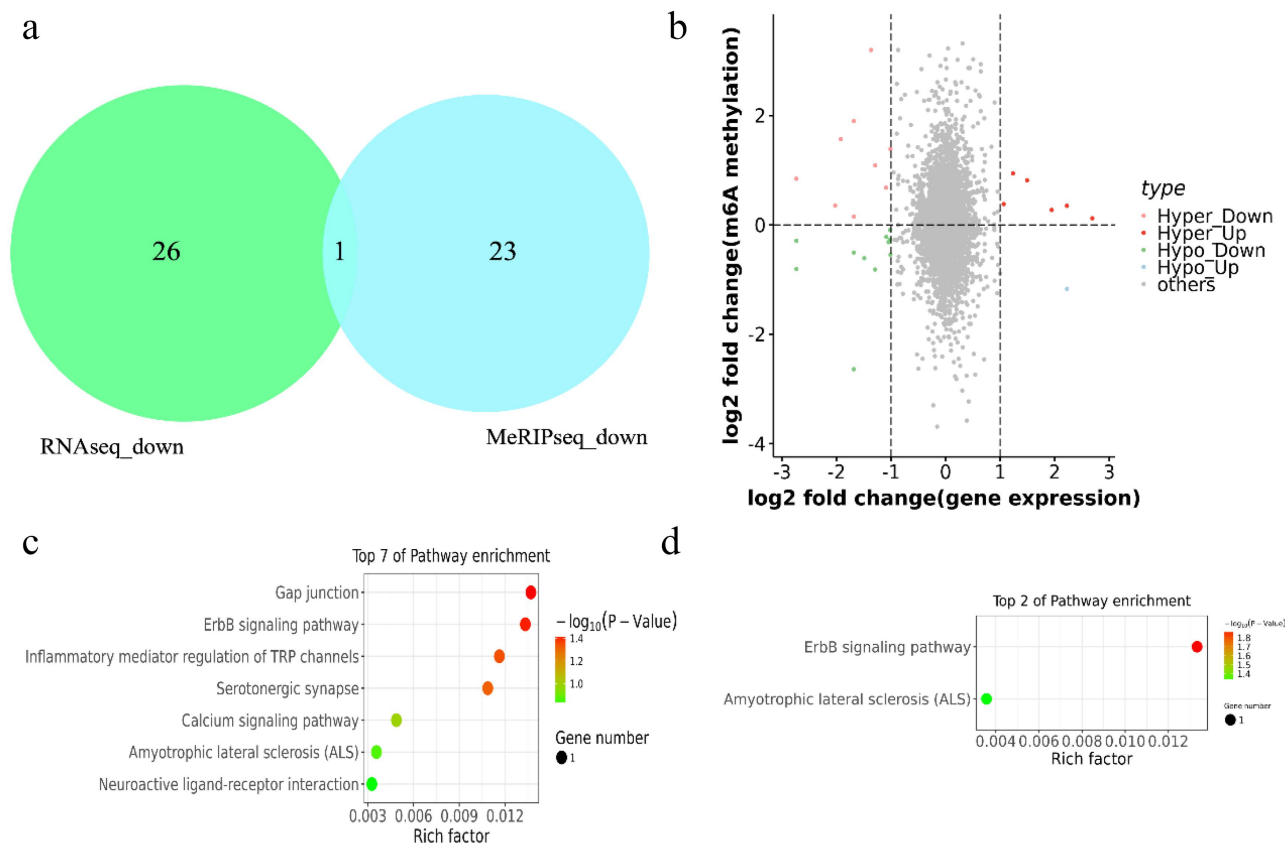 a
26
1
23
RNAseq_down
MeRIPseq_down
b
log2 fold change(m6A methylation)
2
0
-2
-4
-3
-2
-1
0
1
2
3
log2 fold change(gene expression)
type
Hyper_Down
Hyper_Up
Hypo_Down
Hypo_Up
others
c
Top 7 of Pathway enrichment
Gap junction
ErbB signaling pathway
Inflammatory mediator regulation of TRP channels
Serotonergic synapse
Calcium signaling pathway
Amyotrophic lateral sclerosis (ALS)
Neuroactive ligand-receptor interaction
0.003
0.006
0.009
0.012
Rich factor
−log10(P−Value)
1.4
1.2
1.0
Gene number
1
d
Top 2 of Pathway enrichment
ErbB signaling pathway
Amyotrophic lateral sclerosis (ALS)
0.004
0.006
0.008
0.010
0.012
Rich factor
−log10(P−Value)
1.8
1.7
1.6
1.5
1.4
Gene number
1